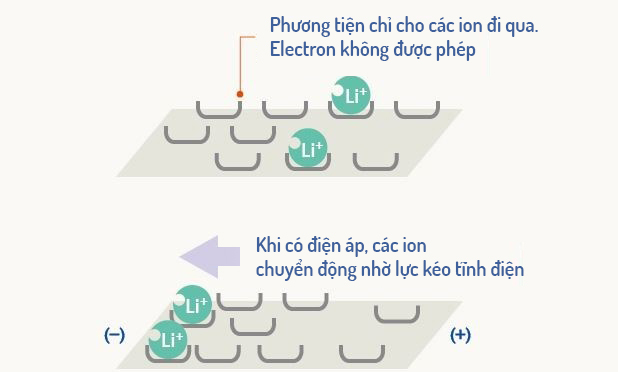 Phương tiện chỉ cho các ion đi qua.
Electron không được phép
Li+
Li+
Khi có điện áp, các ion
chuyển động nhờ lực kéo tĩnh điện
Li+
Li+
(−)
(+)